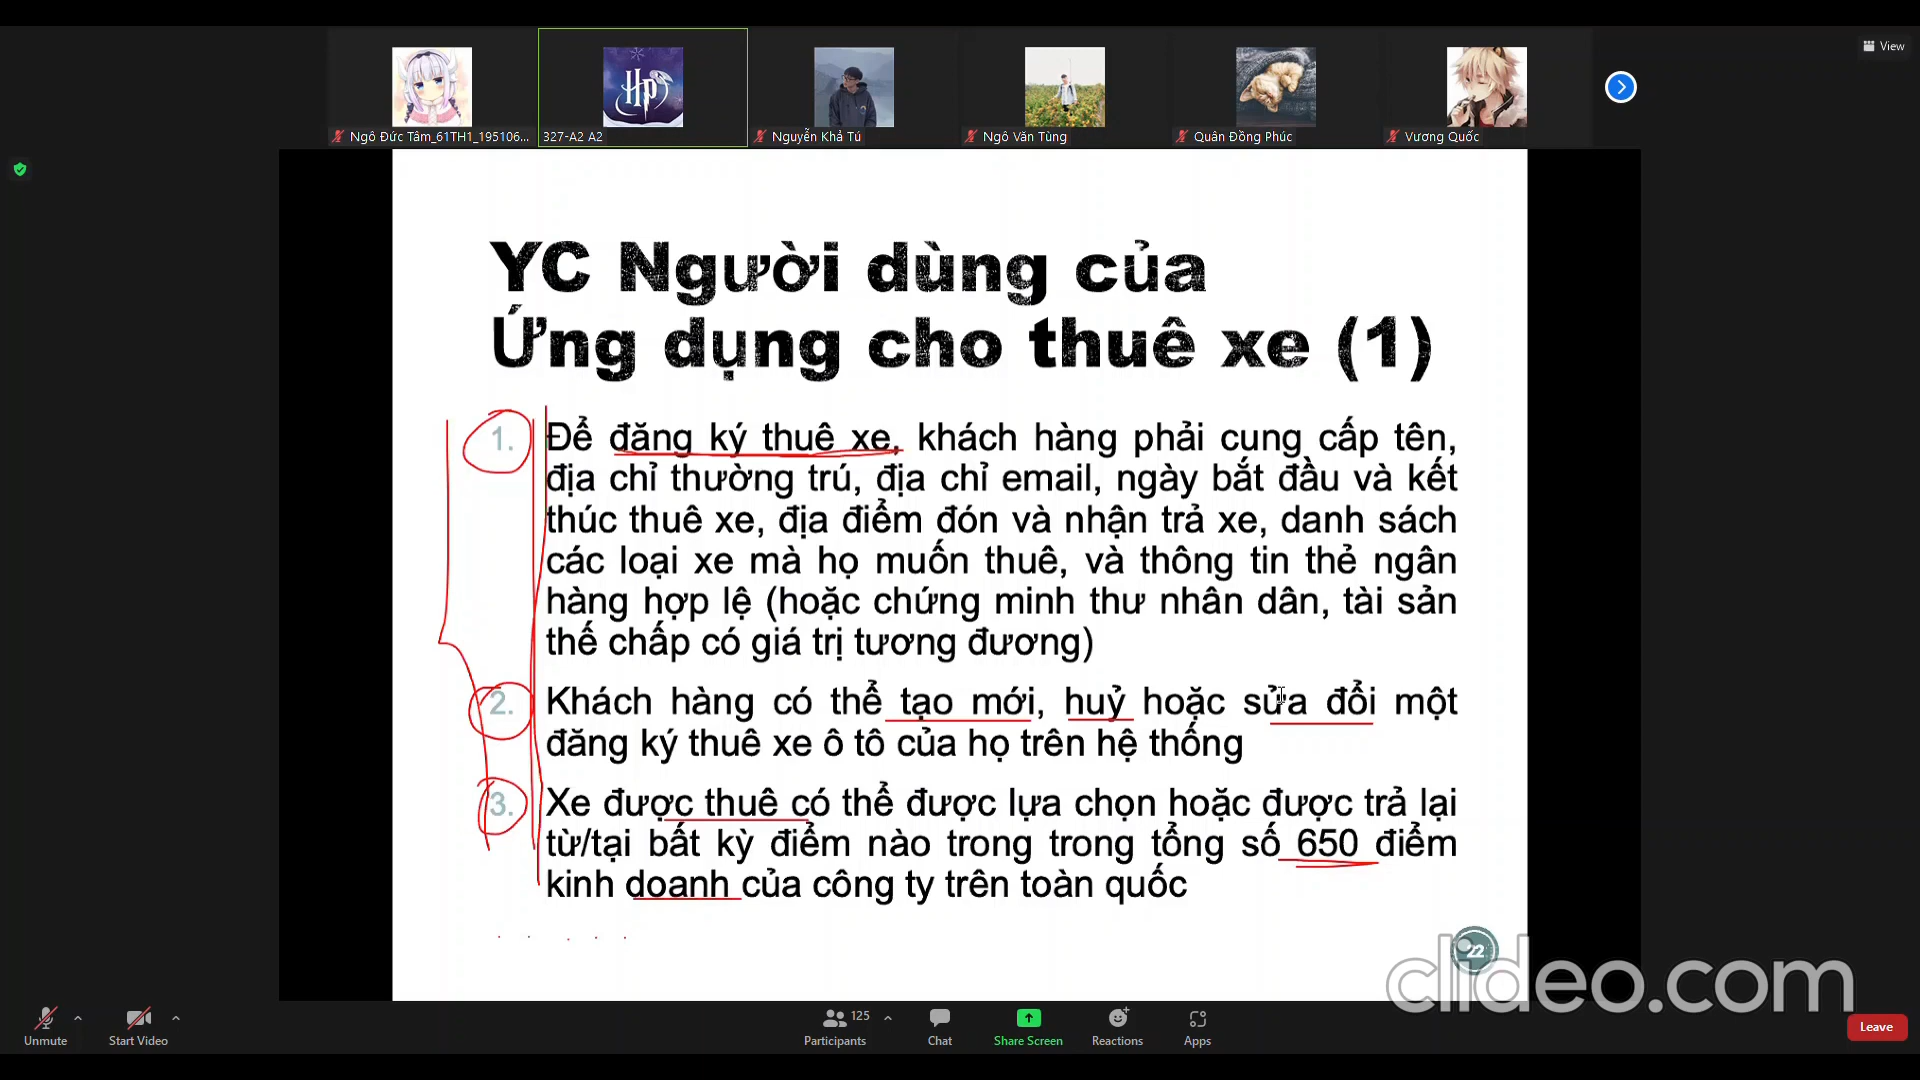 View
HP
Ngô Đức Tâm_61TH1_195106...
327-A2 A2
Nguyễn Khả Tú
Ngô Văn Tùng
Quân Đồng Phúc
Vương Quốc
YC Người dùng của
Ứng dụng cho thuê xe (1)
1. Để đăng ký thuê xe, khách hàng phải cung cấp tên,
địa chỉ thường trú, địa chỉ email, ngày bắt đầu và kết
thúc thuê xe, địa điểm đón và nhận trả xe, danh sách
các loại xe mà họ muốn thuê, và thông tin thẻ ngân
hàng hợp lệ (hoặc chứng minh thư nhân dân, tài sản
thế chấp có giá trị tương đương)
2. Khách hàng có thể tạo mới, huỷ hoặc sửa đổi một
đăng ký thuê xe ô tô của họ trên hệ thống
3. Xe được thuê có thể được lựa chọn hoặc được trả lại
từ/tại bất kỳ điểm nào trong trong tổng số 650 điểm
kinh doanh của công ty trên toàn quốc
22
clideo.com
Unmute
Start Video
Participants
125
Chat
Share Screen
Reactions
Apps
Leave